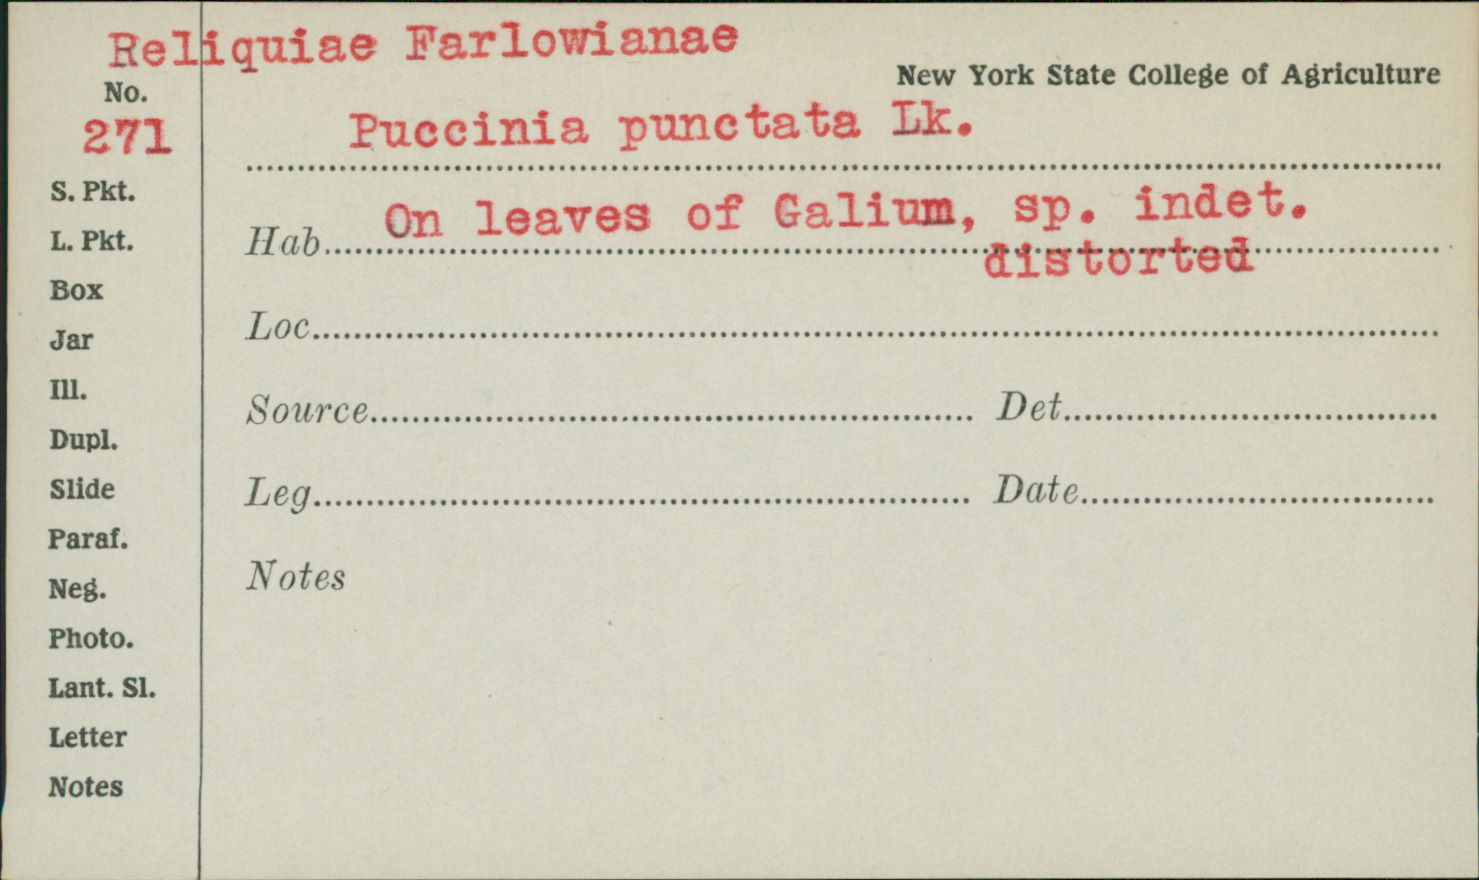 Reliquiae Farlowianae
New York State College of Agriculture
No.
271
Puccinia punctata Lk.
S. Pkt.
L. Pkt.
Box
Jar
Ill.
Dupl.
Slide
Paraf.
Neg.
Photo.
Lant. Sl.
Letter
Notes
Hab. On leaves of Galium, sp. indet.
distorted
Loc.
Source. Det.
Leg. Date.
Notes